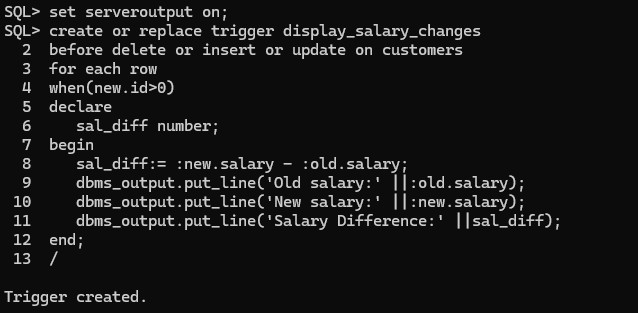 SQL> set serveroutput on;
SQL> create or replace trigger display_salary_changes
  2  before delete or insert or update on customers
  3  for each row
  4  when(new.id>0)
  5  declare
  6     sal_diff number;
  7  begin
  8     sal_diff:= :new.salary - :old.salary;
  9     dbms_output.put_line('Old salary:' ||:old.salary);
 10     dbms_output.put_line('New salary:' ||:new.salary);
 11     dbms_output.put_line('Salary Difference:' ||sal_diff);
 12  end;
 13  /
Trigger created.